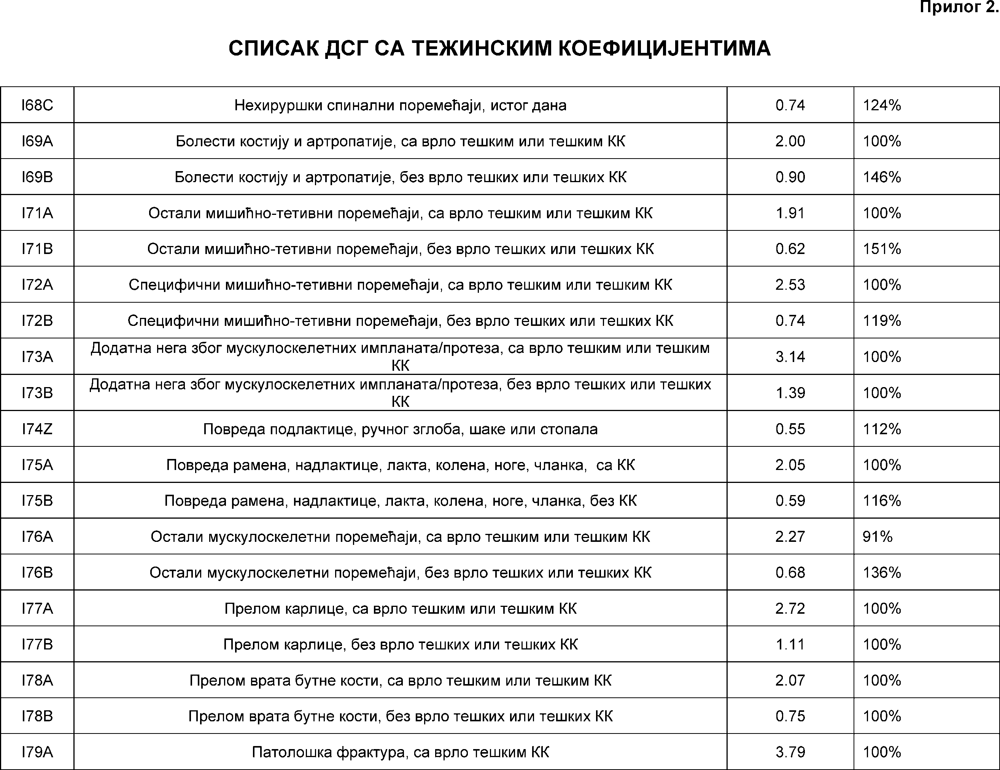 Прилог 2.
СПИСАК ДСГ СА ТЕЖИНСКИМ КОЕФИЦИЈЕНТИМА
I68C Нехируршки спинални поремећаји, истог дана 0.74 124%
I69A Болести костију и артропатије, са врло тешким или тешким КК 2.00 100%
I69B Болести костију и артропатије, без врло тешких или тешких КК 0.90 146%
I71A Остали мишићно-тетивни поремећаји, са врло тешким или тешким КК 1.91 100%
I71B Остали мишићно-тетивни поремећаји, без врло тешких или тешких КК 0.62 151%
I72A Специфични мишићно-тетивни поремећаји, са врло тешким или тешким КК 2.53 100%
I72B Специфични мишићно-тетивни поремећаји, без врло тешких или тешких КК 0.74 119%
I73A Додатна нега због мускулоскелетних импланата/протеза, са врло тешким или тешким
КК 3.14 100%
I73B Додатна нега због мускулоскелетних импланата/протеза, без врло тешких или тешких
КК 1.39 100%
I74Z Повреда подлактице, ручног зглоба, шаке или стопала 0.55 112%
I75A Повреда рамена, надлактице, лакта, колена, ноге, чланка, са КК 2.05 100%
I75B Повреда рамена, надлактице, лакта, колена, ноге, чланка, без КК 0.59 116%
I76A Остали мускулоскелетни поремећаји, са врло тешким или тешким КК 2.27 91%
I76B Остали мускулоскелетни поремећаји, без врло тешких или тешких КК 0.68 136%
I77A Прелом карлице, са врло тешким или тешким КК 2.72 100%
I77B Прелом карлице, без врло тешких или тешких КК 1.11 100%
I78A Прелом врата бутне кости, са врло тешким или тешким КК 2.07 100%
I78B Прелом врата бутне кости, без врло тешких или тешких КК 0.75 100%
I79A Патолошка фрактура, са врло тешким КК 3.79 100%